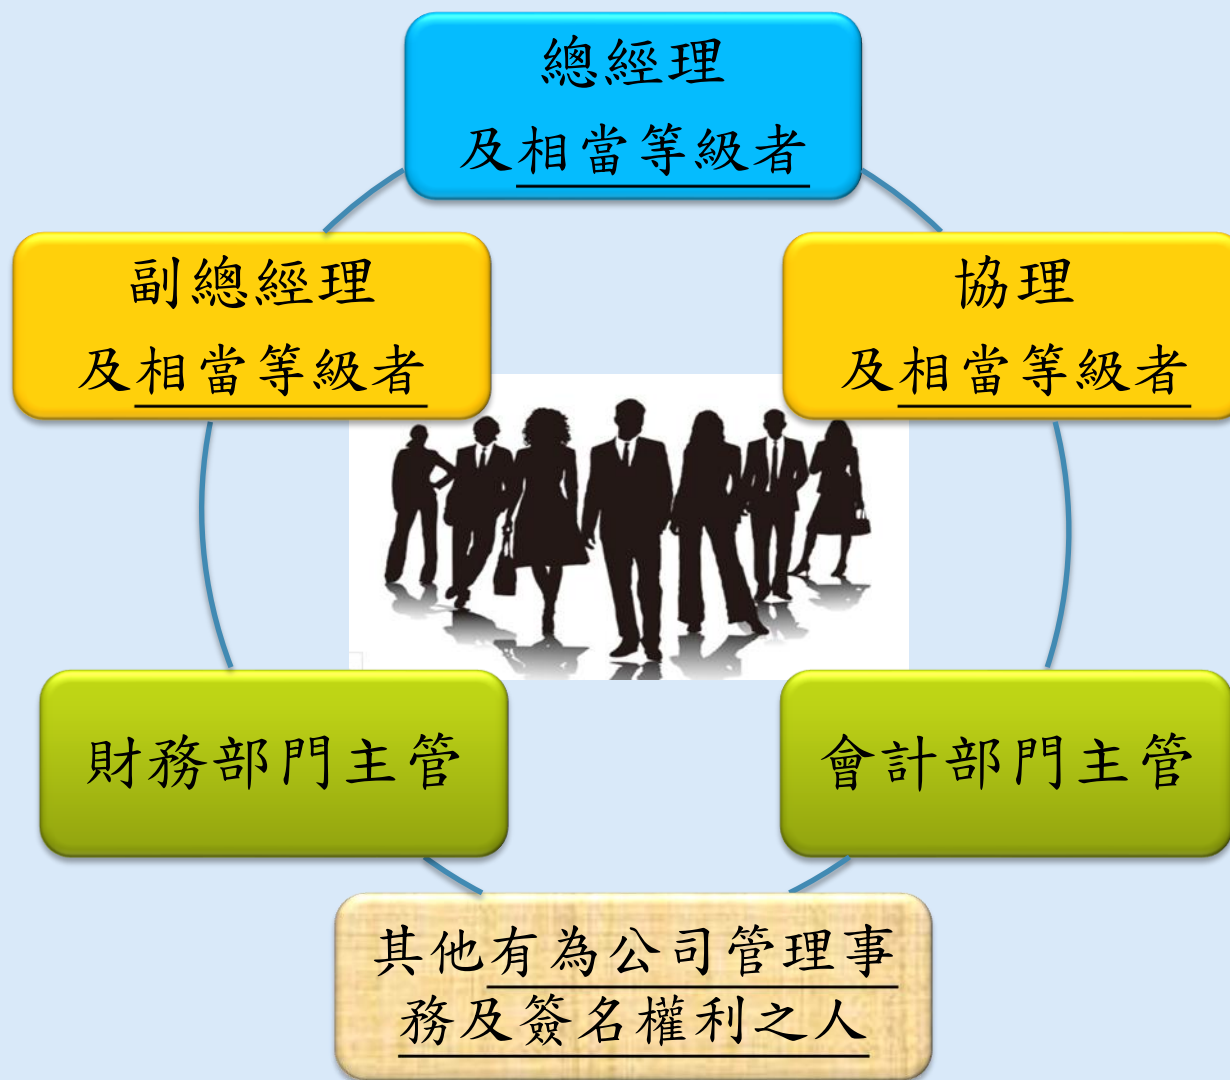 總經理
及相當等級者
副總經理
及相當等級者
協理
及相當等級者
財務部門主管
會計部門主管
其他有為公司管理事
務及簽名權利之人